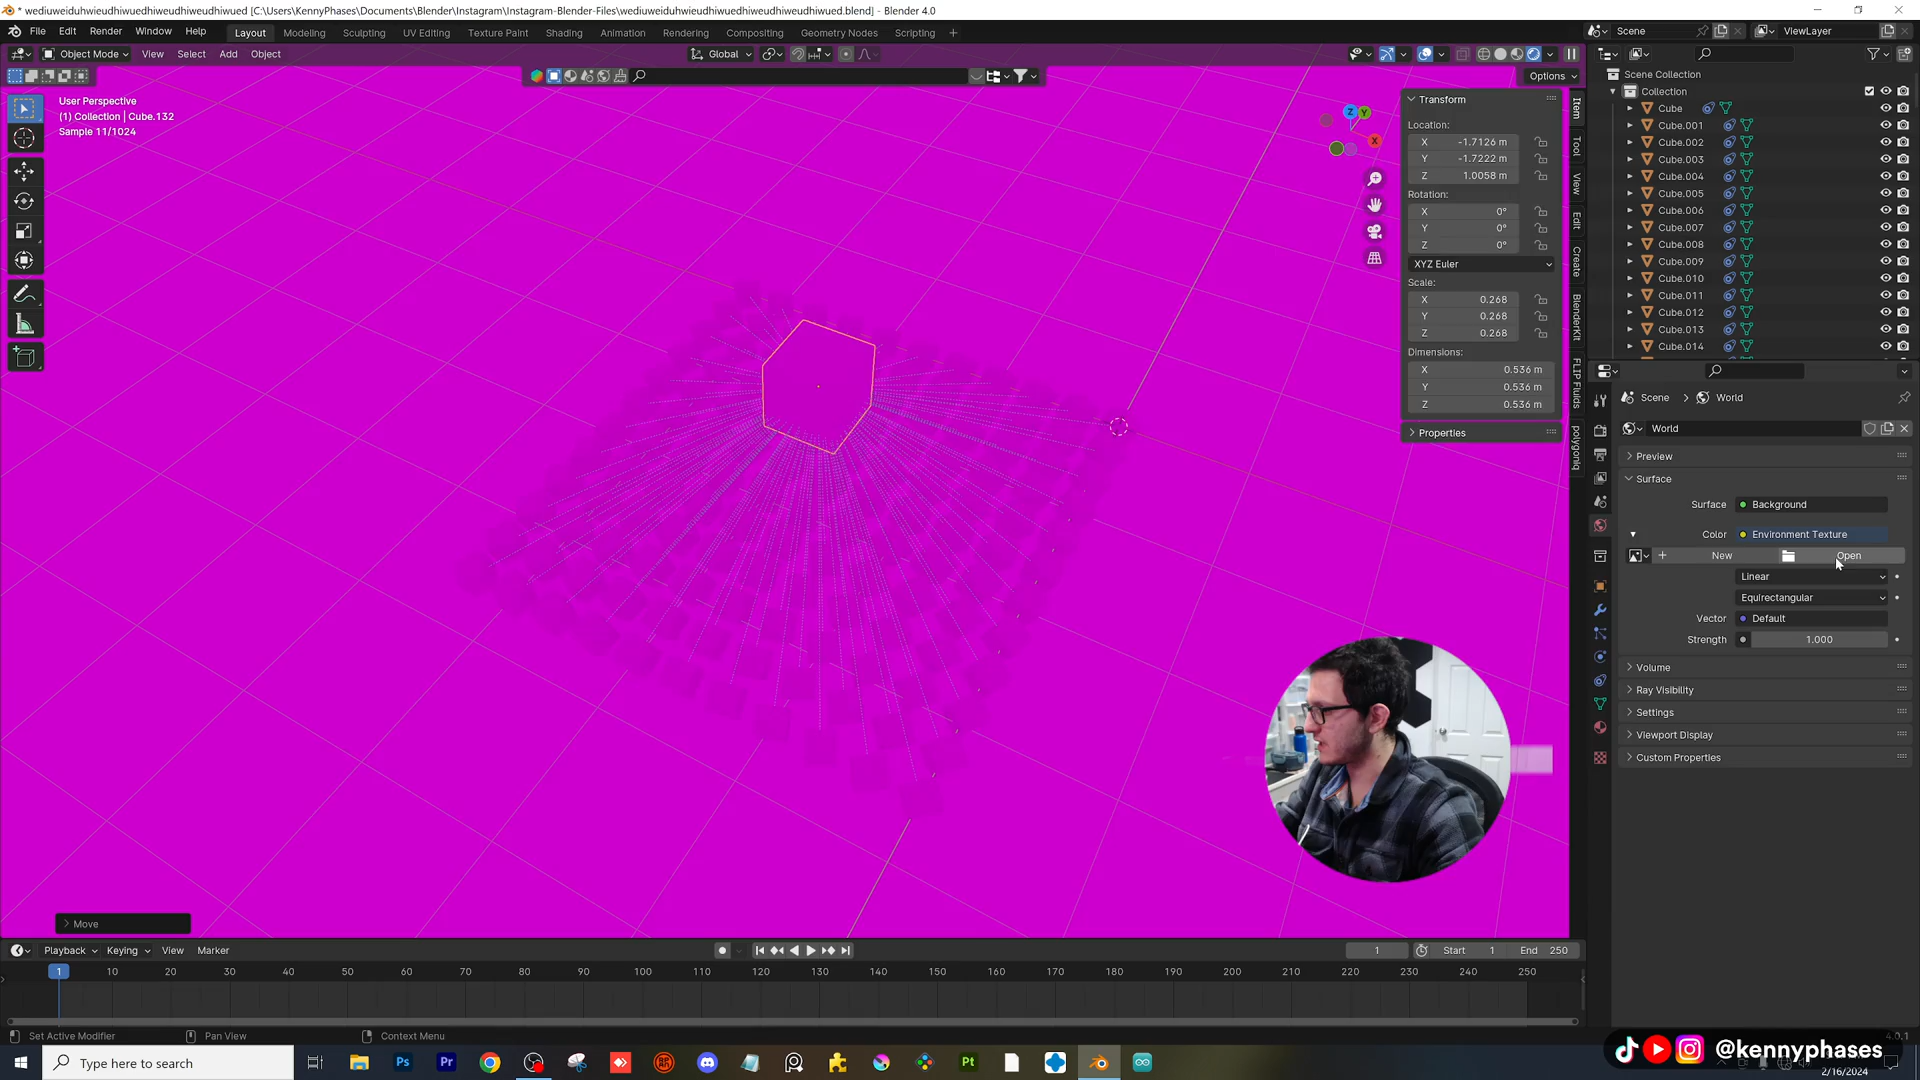 * wediuweiduhwieudhiwuedhiweudhiweudhiweudhiwued [C:\Users\KennyPhases\Documents\Blender\Instagram\Instagram-Blender-Files\wediuweiduhwieudhiwuedhiweudhiweudhiweudhiwued.blend] - Blender 4.0
File Edit Render Window Help Layout Modeling Sculpting UV Editing Texture Paint Shading Animation Rendering Compositing Geometry Nodes Scripting + Scene ViewLayer
Object Mode View Select Add Object Global
Options
User Perspective
(1) Collection | Cube.132
Sample 11/1024
Z Y
X
Transform
Location:
X -1.7126 m
Y -1.7222 m
Z 1.0058 m
Rotation:
X 0°
Y 0°
Z 0°
XYZ Euler
Scale:
X 0.268
Y 0.268
Z 0.268
Dimensions:
X 0.536 m
Y 0.536 m
Z 0.536 m
Properties
Item
Tool
View
Edit
Create
BlenderKit
FLIP Fluids
polygoniq
Scene Collection
Collection
Cube
Cube.001
Cube.002
Cube.003
Cube.004
Cube.005
Cube.006
Cube.007
Cube.008
Cube.009
Cube.010
Cube.011
Cube.012
Cube.013
Cube.014
Scene > World
World
Preview
Surface
Surface Background
Color Environment Texture
New Open
Linear
Equirectangular
Vector Default
Strength 1.000
Volume
Ray Visibility
Settings
Viewport Display
Custom Properties
Move
Playback Keying View Marker 1 Start 1 End 250
1 10 20 30 40 50 60 70 80 90 100 110 120 130 140 150 160 170 180 190 200 210 220 230 240 250
Set Active Modifier Pan View Context Menu 4.0.1
Type here to search Ps Pr Pt
@kennyphases
2/16/2024